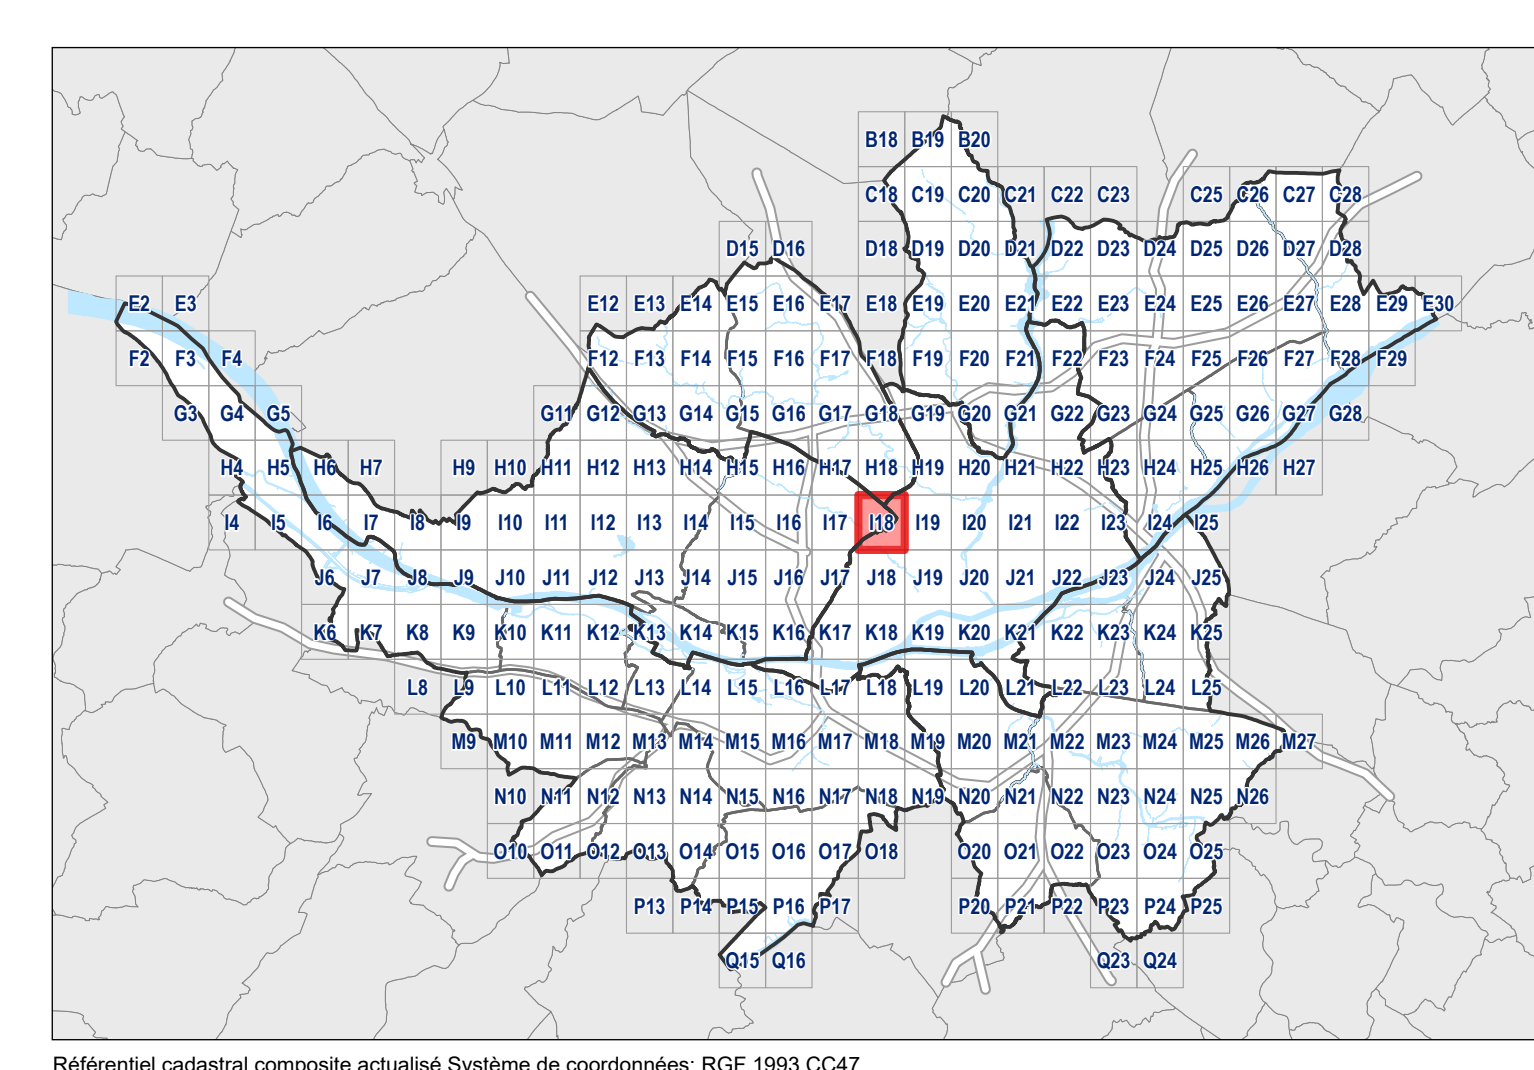 B18 B19 B20
C18 C19 C20 C21 C22 C23 C25 C26 C27 C28
D15 D16 D18 D19 D20 D21 D22 D23 D24 D25 D26 D27 D28
E2 E3 E12 E13 E14 E15 E16 E17 E18 E19 E20 E21 E22 E23 E24 E25 E26 E27 E28 E29 E30
F2 F3 F4 F12 F13 F14 F15 F16 F17 F18 F19 F20 F21 F22 F23 F24 F25 F26 F27 F28 F29
G3 G4 G5 G11 G12 G13 G14 G15 G16 G17 G18 G19 G20 G21 G22 G23 G24 G25 G26 G27 G28
H4 H5 H6 H7 H9 H10 H11 H12 H13 H14 H15 H16 H17 H18 H19 H20 H21 H22 H23 H24 H25 H26 H27
I4 I5 I6 I7 I8 I9 I10 I11 I12 I13 I14 I15 I16 I17 I18 I19 I20 I21 I22 I23 I24 I25
J6 J7 J8 J9 J10 J11 J12 J13 J14 J15 J16 J17 J18 J19 J20 J21 J22 J23 J24 J25
K6 K7 K8 K9 K10 K11 K12 K13 K14 K15 K16 K17 K18 K19 K20 K21 K22 K23 K24 K25
L8 L9 L10 L11 L12 L13 L14 L15 L16 L17 L18 L19 L20 L21 L22 L23 L24 L25
M9 M10 M11 M12 M13 M14 M15 M16 M17 M18 M19 M20 M21 M22 M23 M24 M25 M26 M27
N10 N11 N12 N13 N14 N15 N16 N17 N18 N19 N20 N21 N22 N23 N24 N25 N26
O10 O11 O12 O13 O14 O15 O16 O17 O18 O20 O21 O22 O23 O24 O25
P13 P14 P15 P16 P17 P20 P21 P22 P23 P24 P25
Q15 Q16 Q23 Q24
Référentiel cadastral composite actualisé Système de coordonnées: RGF 1993 CC47